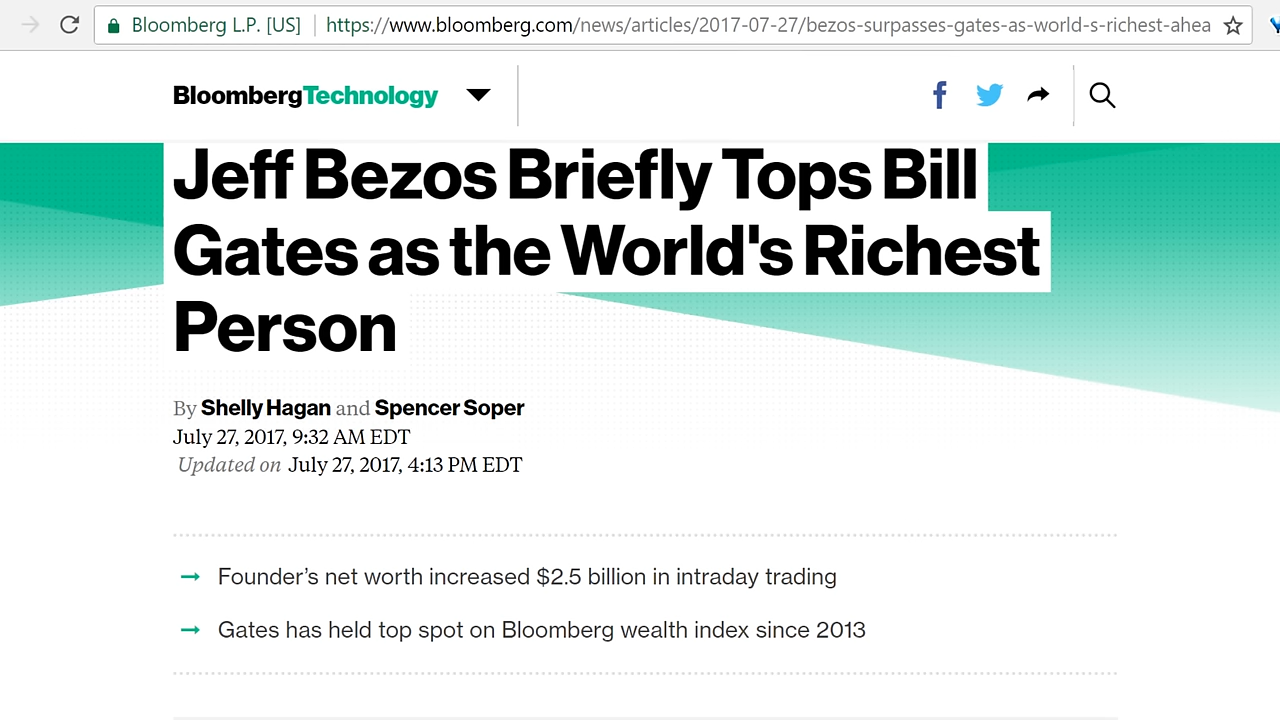 Bloomberg L.P. [US] https://www.bloomberg.com/news/articles/2017-07-27/bezos-surpasses-gates-as-world-s-richest-ahea
BloombergTechnology
Jeff Bezos Briefly Tops Bill
Gates as the World's Richest
Person
By Shelly Hagan and Spencer Soper
July 27, 2017, 9:32 AM EDT
Updated on July 27, 2017, 4:13 PM EDT
Founder’s net worth increased $2.5 billion in intraday trading
Gates has held top spot on Bloomberg wealth index since 2013